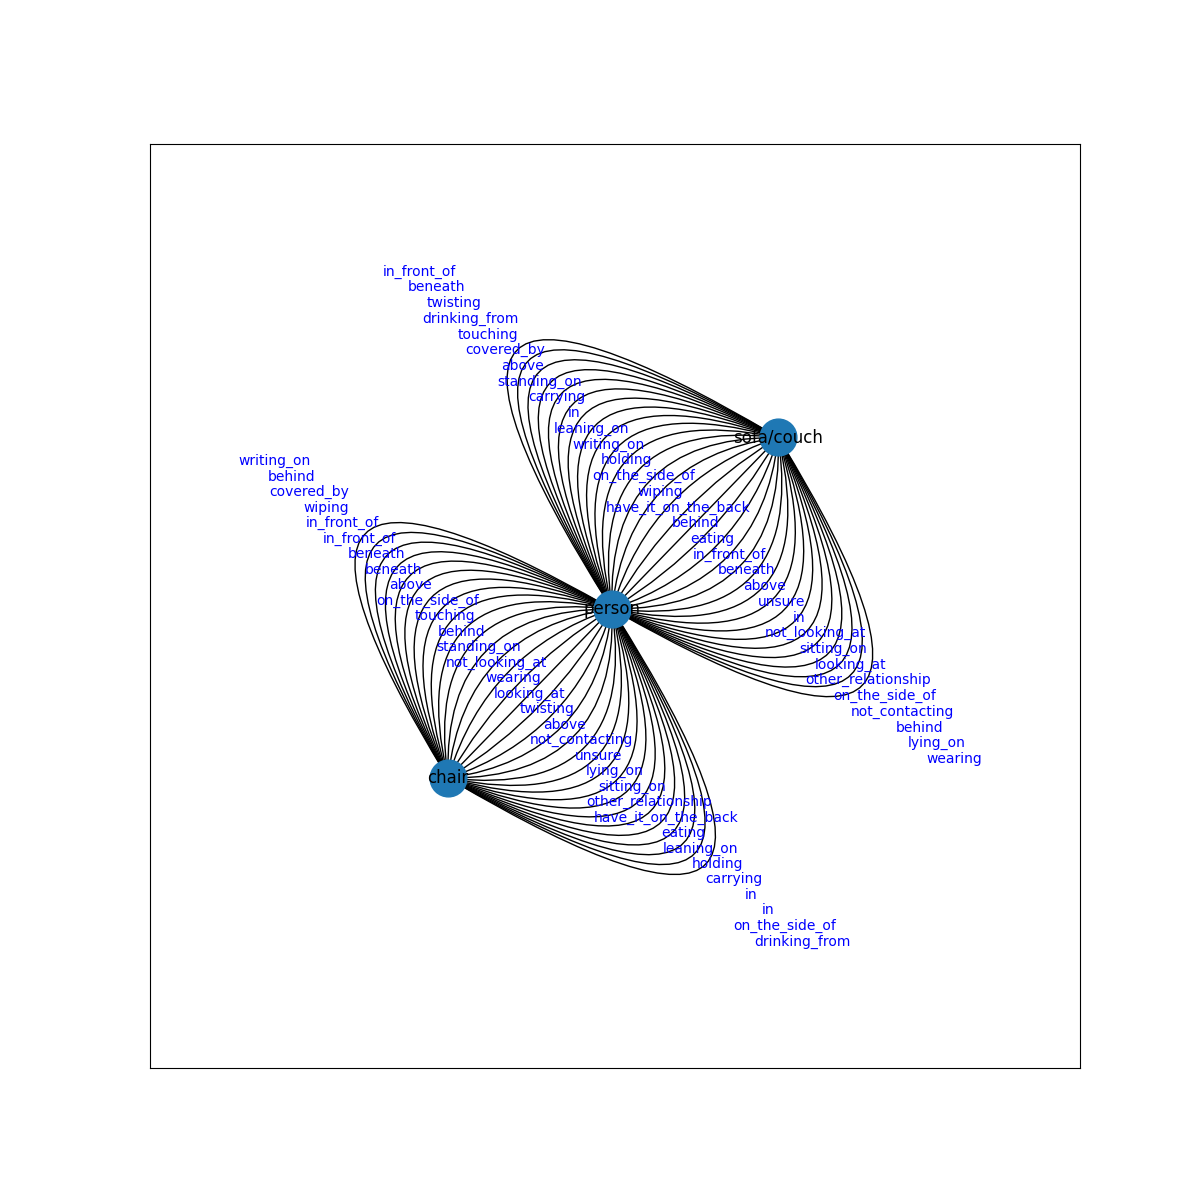 in_front_of
beneath
twisting
drinking_from
touching
covered_by
above
standing_on
carrying
in
leaning_on
writing_on
holding
on_the_side_of
wiping
have_it_on_the_back
behind
eating
in_front_of
beneath
above
unsure
in
not_looking_at
sitting_on
looking_at
other_relationship
on_the_side_of
not_contacting
behind
lying_on
wearing
sofa/couch
writing_on
behind
covered_by
wiping
in_front_of
in_front_of
beneath
beneath
above
on_the_side_of
touching
behind
standing_on
not_looking_at
wearing
looking_at
twisting
above
not_contacting
unsure
lying_on
sitting_on
other_relationship
have_it_on_the_back
eating
leaning_on
holding
carrying
in
in
on_the_side_of
drinking_from
person
chair